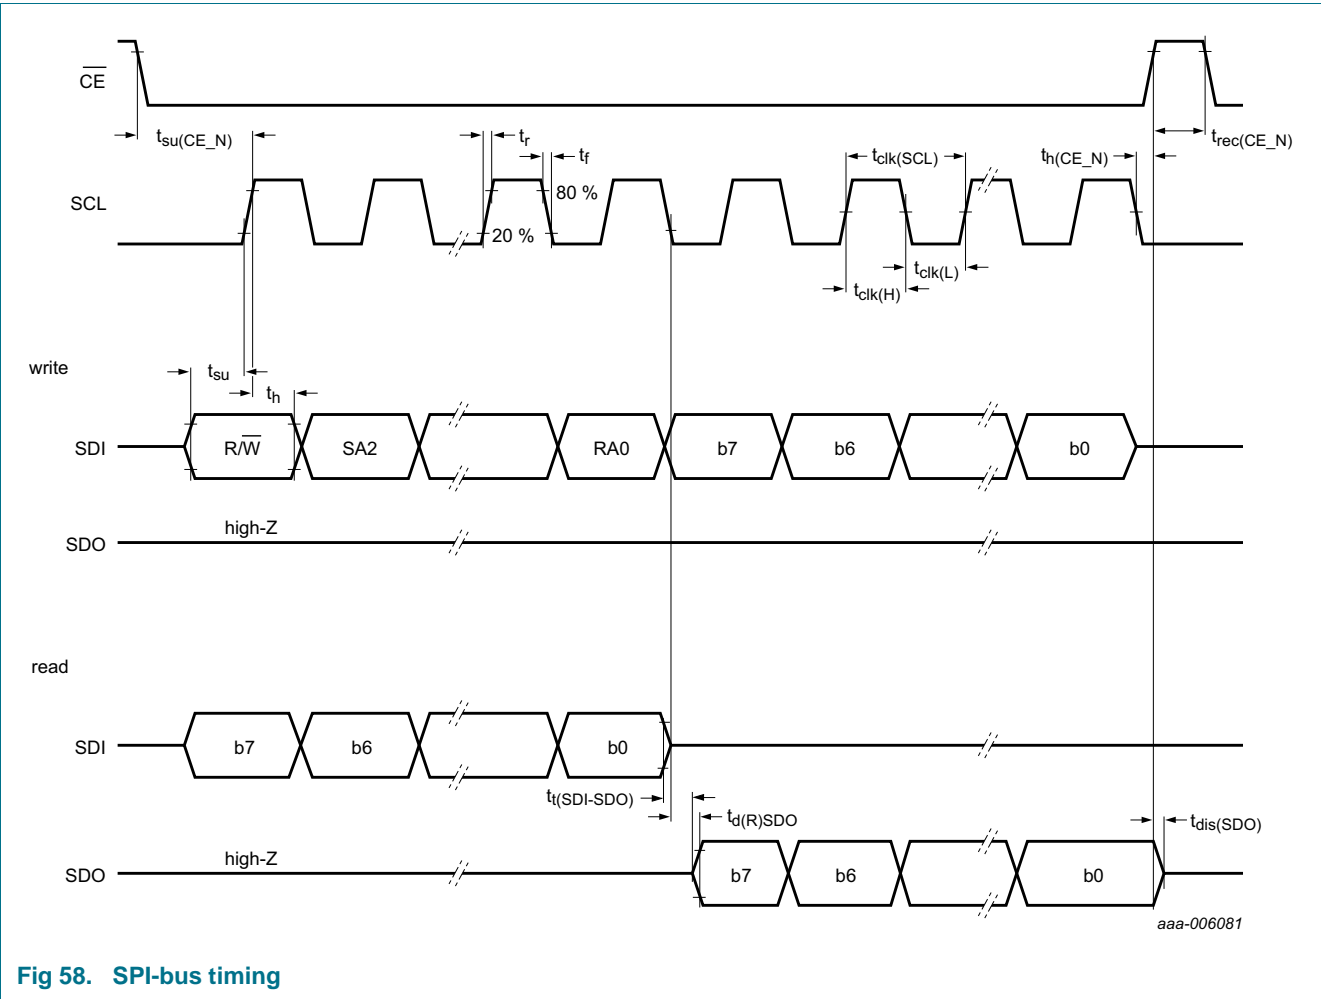 CE
tsu(CE_N)
tr
tf
tclk(SCL)
th(CE_N)
trec(CE_N)
SCL
80 %
20 %
tclk(L)
tclk(H)
write
tsu
th
SDI
R/W
SA2
RA0
b7
b6
b0
SDO
high-Z
read
SDI
b7
b6
b0
tt(SDI-SDO)
td(R)SDO
tdis(SDO)
SDO
high-Z
b7
b6
b0
aaa-006081
Fig 58. SPI-bus timing